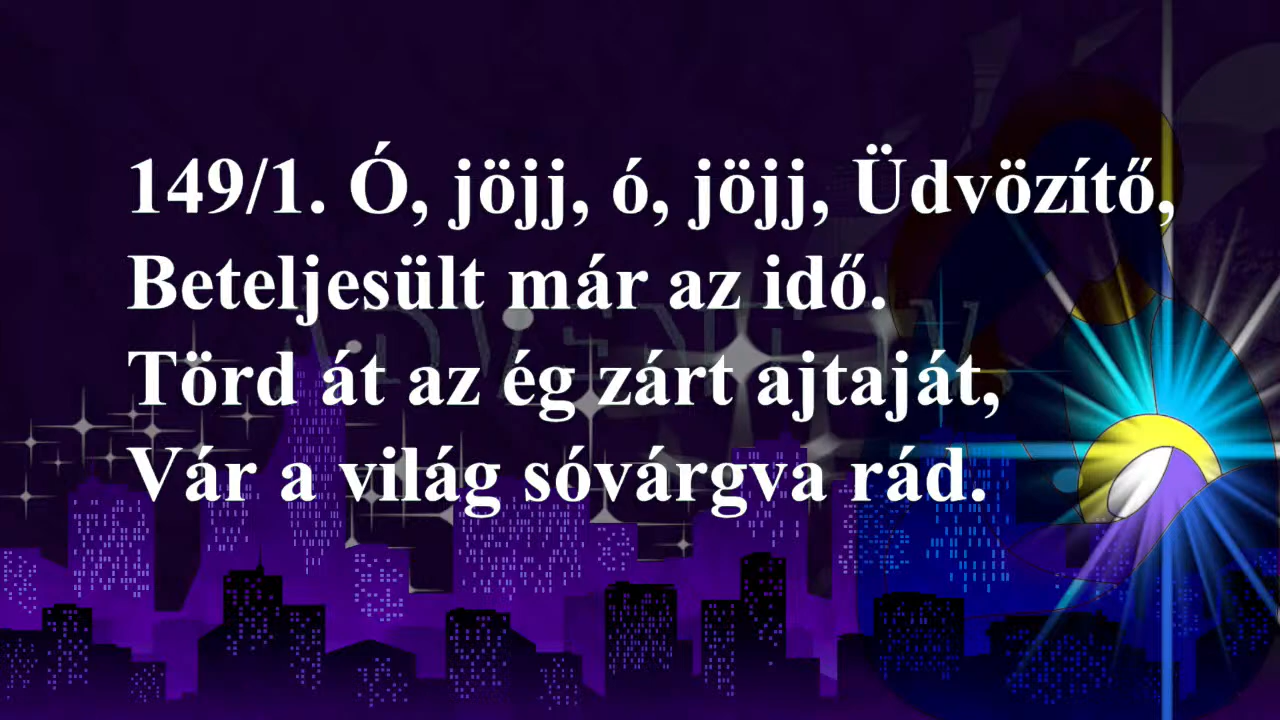 149/1. Ó, jöjj, ó, jöjj, Üdvözítő,
Beteljesült már az idő.
Törd át az ég zárt ajtaját,
Vár a világ sóvárgva rád.